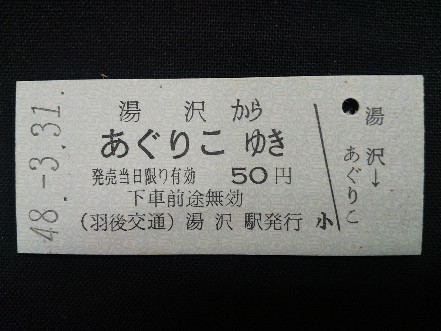 48.-3.31.
湯沢から
あぐりこ ゆき
発売当日限り有効 50円
下車前途無効
(羽後交通) 湯沢駅発行 小
湯沢→あぐりこ